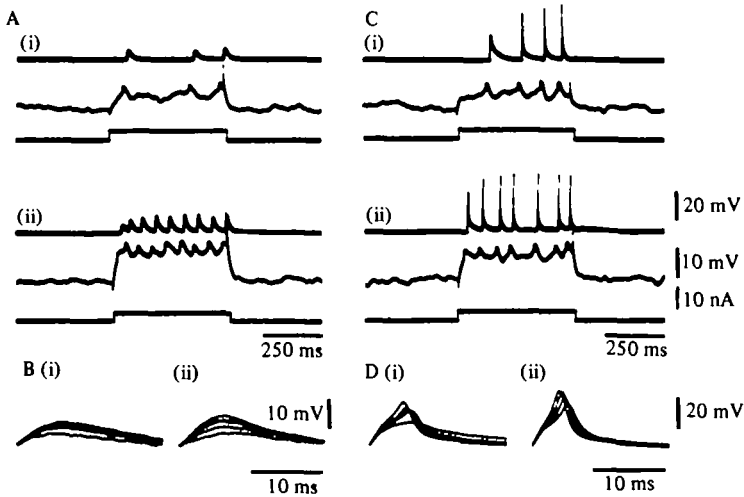 A
(i)
C
(i)
(ii)
(ii)
20 mV
10 mV
10 nA
250 ms
250 ms
B (i)
(ii)
10 mV
D (i)
(ii)
20 mV
10 ms
10 ms